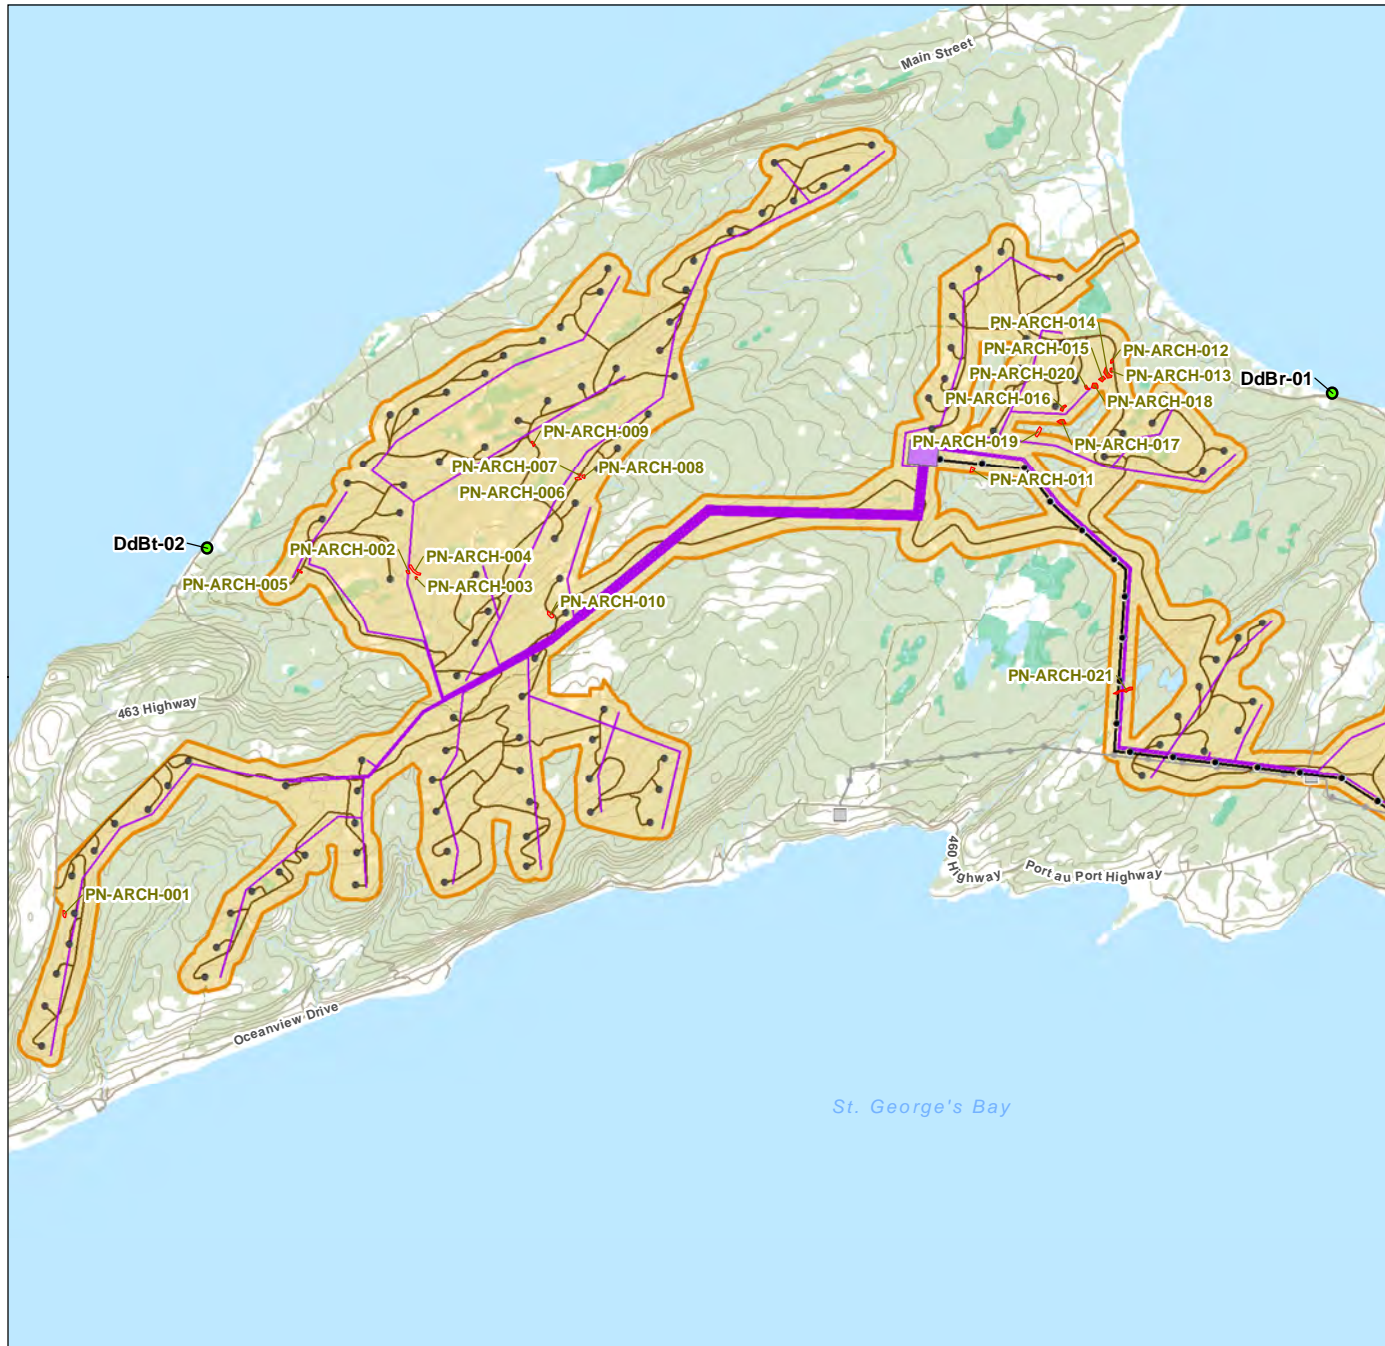 Main Street
PN-ARCH-014
PN-ARCH-015
PN-ARCH-012
PN-ARCH-020
PN-ARCH-013
DdBr-01
PN-ARCH-016
PN-ARCH-018
PN-ARCH-009
PN-ARCH-019
PN-ARCH-017
PN-ARCH-007
PN-ARCH-008
PN-ARCH-011
PN-ARCH-006
DdBt-02
PN-ARCH-002
PN-ARCH-004
PN-ARCH-005
PN-ARCH-003
PN-ARCH-010
PN-ARCH-021
463 Highway
460 Highway
Port au Port Highway
PN-ARCH-001
Oceanview Drive
St. George's Bay